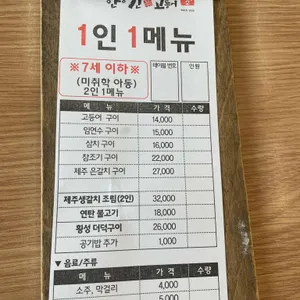 1인 1메뉴
※7세 이하※
(미취학 아동)
2인 1메뉴
테이블 번호
인원
메 뉴 가 격 수량
고등어 구이 14,000
임연수 구이 15,000
삼치 구이 16,000
참조기 구이 22,000
제주 은갈치 구이 27,000
제주생갈치 조림(2인) 32,000
연탄 불고기 18,000
횡성 더덕구이 26,000
공기밥 추가 1,000
▼ 음료/주류
메 뉴 가 격 수량
소주, 막걸리 4,000
5,000